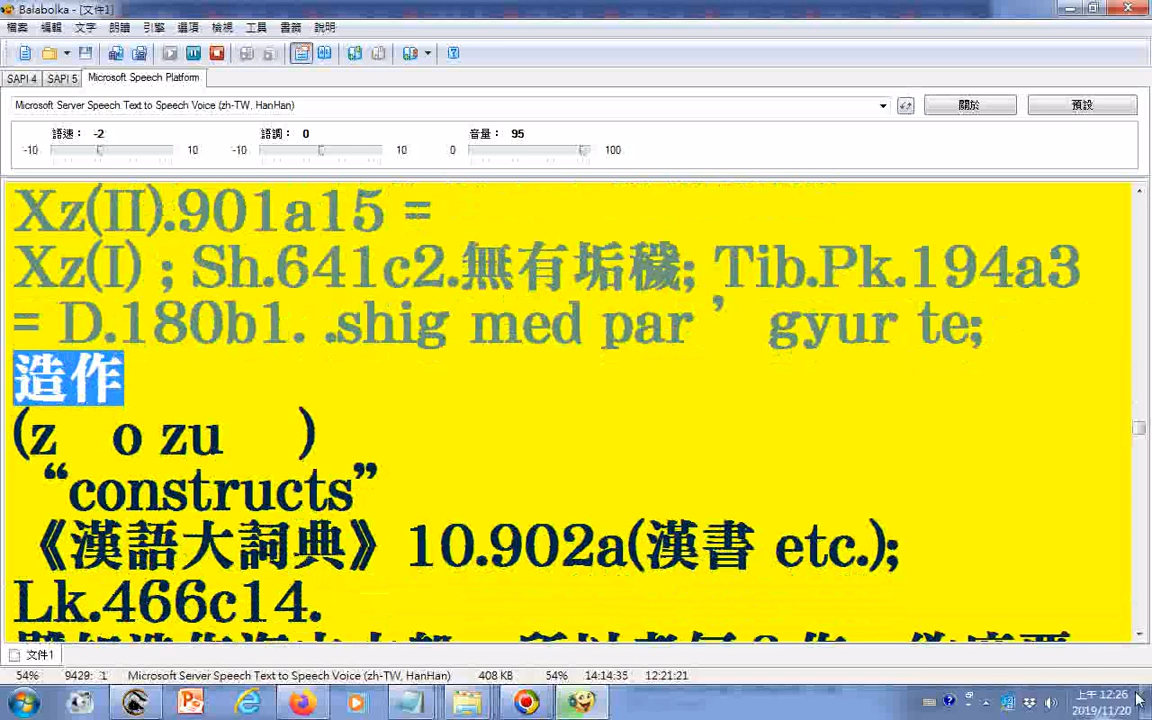 Balabolka - [文件1]
檔案 編輯 文字 朗讀 引擎 選項 檢視 工具 書籤 說明
SAPI 4 SAPI 5 Microsoft Speech Platform
Microsoft Server Speech Text to Speech Voice (zh-TW, HanHan) 關於 預設
語速： -2 語調： 0 音量： 95
-10 10 -10 10 0 100
Xz(II).901a15 =
Xz(I) ; Sh.641c2.無有垢穢; Tib.Pk.194a3
= D.180b1. .shig med par ’ gyur te;
造作
(z o zu )
“constructs”
《漢語大詞典》10.902a(漢書 etc.);
Lk.466c14.
文件1
54% 9429: 1 Microsoft Server Speech Text to Speech Voice (zh-TW, HanHan) 408 KB 54% 14:14:35 12:21:21
上午 12:26
2019/11/20